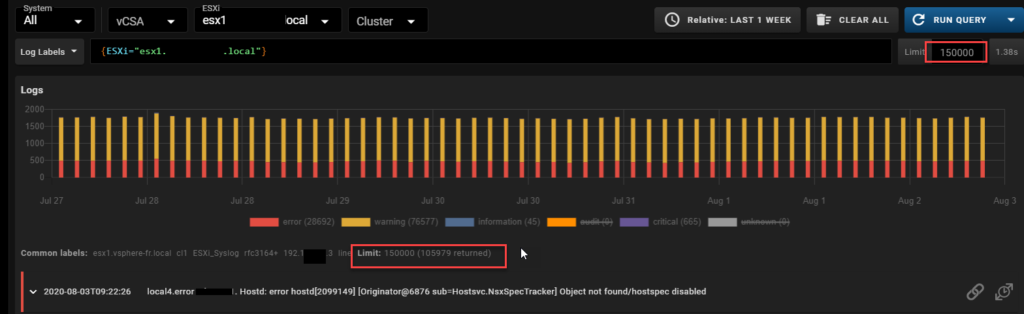 System
All
vCSA
ESXi
esx1 local
Cluster
Relative: LAST 1 WEEK
CLEAR ALL
RUN QUERY
Log Labels
{ESXi="esx1. .local"}
Limit
150000
1.38s
Logs
2000
1500
1000
500
0
Jul 27 Jul 28 Jul 28 Jul 29 Jul 30 Jul 30 Jul 31 Aug 1 Aug 1 Aug 2 Aug 3
error (28692) warning (76577) information (45) audit (0) critical (665) unknown (0)
Common labels: esx1.vsphere-fr.local cl1 ESXi_Syslog rfc3164+ 192.1 .3 line Limit: 150000 (105979 returned)
2020-08-03T09:22:26 local4.error 1. Hostd: error hostd[2099149] [Originator@6876 sub=Hostsvc.NsxSpecTracker] Object not found/hostspec disabled